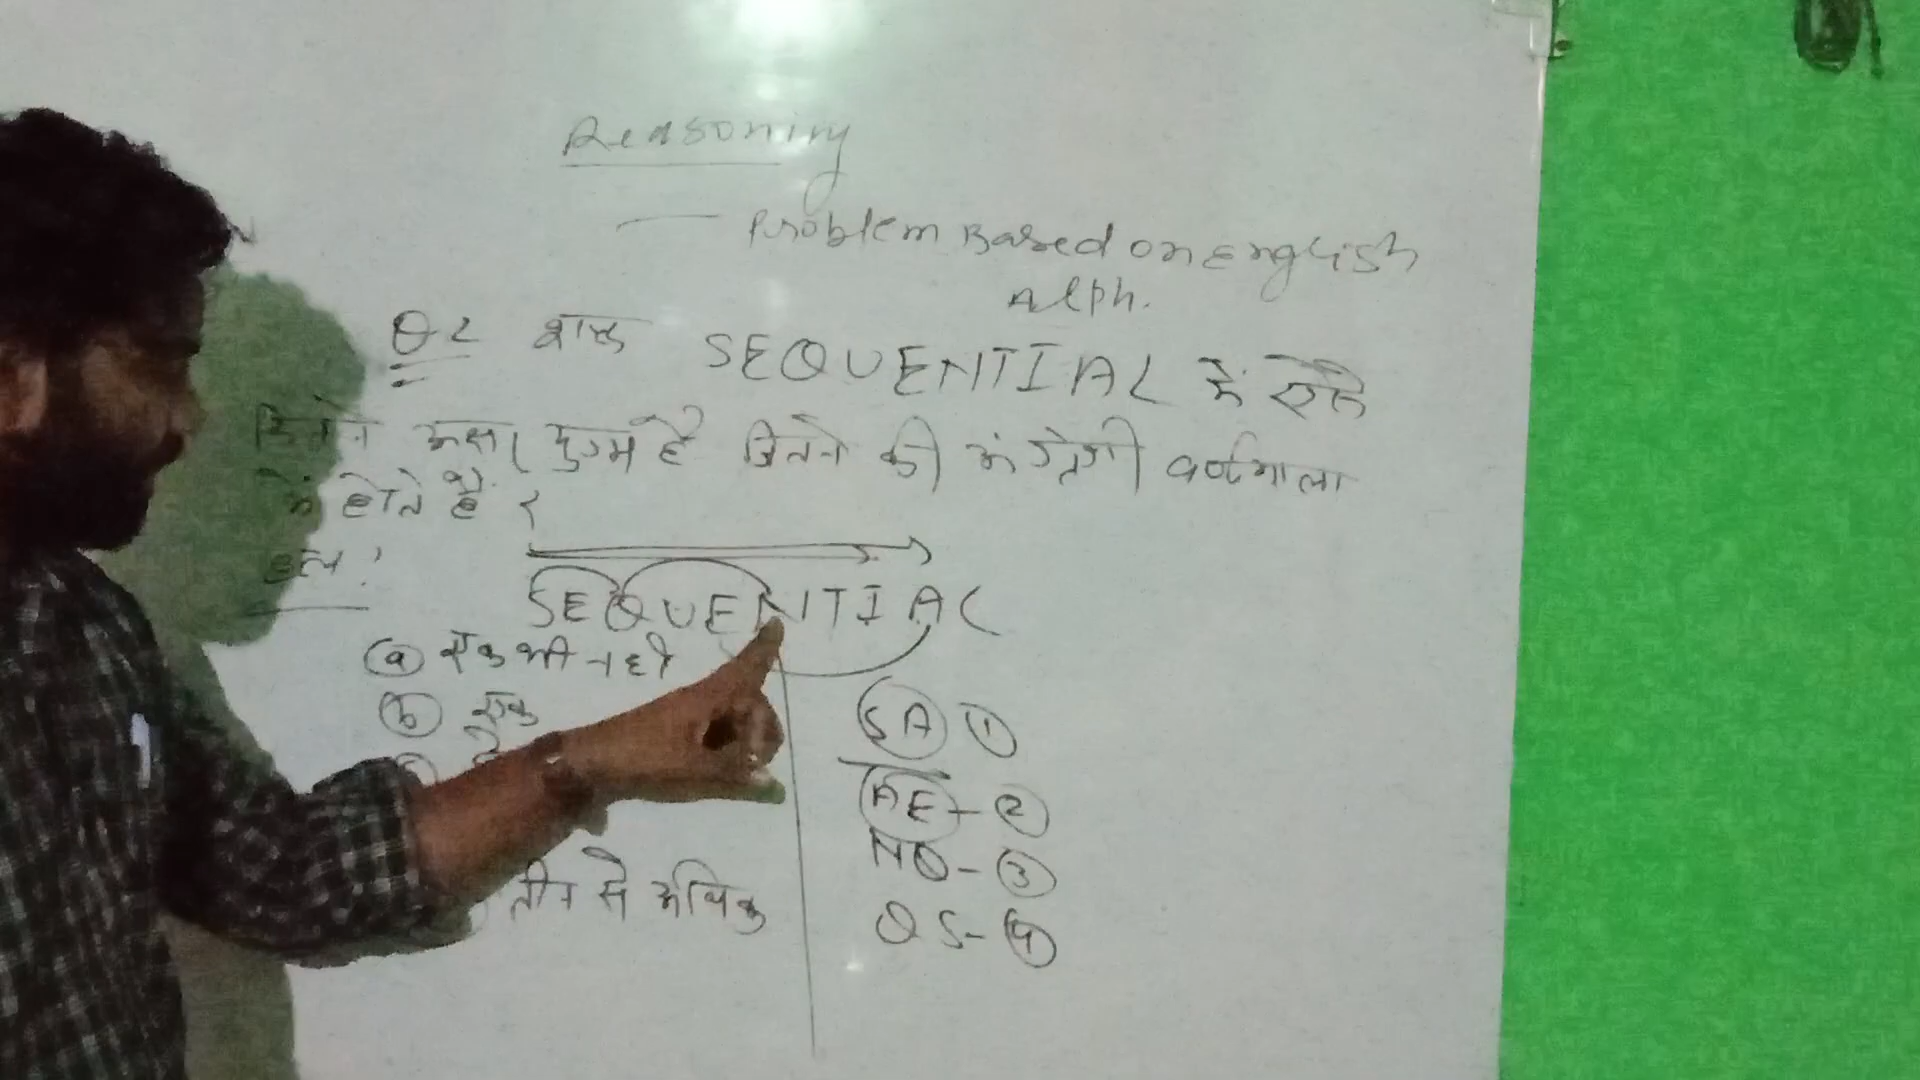 Reasoning
Problem Based on English
Alph.
Q2 शब्द SEQUENTIAL में ऐसे
कितने अक्षर युग्म है जितने की अंग्रेजी वर्णमाला
में होते है ?
हल:
SEQUENTIAL
(a) एक भी नही
(b) एक
तीन से अधिक
SA (1)
AE - (2)
NQ - (3)
QS - (4)